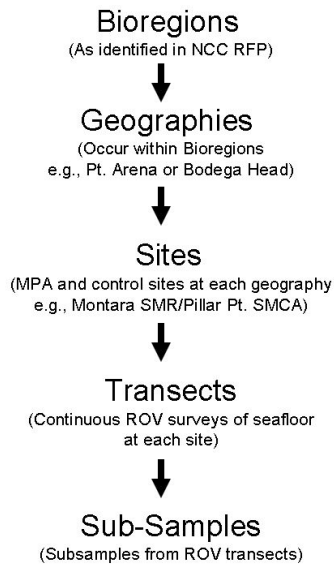 Bioregions
(As identified in NCC RFP)
Geographies
(Occur within Bioregions
e.g., Pt. Arena or Bodega Head)
Sites
(MPA and control sites at each geography
e.g., Montara SMR/Pillar Pt. SMCA)
Transects
(Continuous ROV surveys of seafloor
at each site)
Sub-Samples
(Subsamples from ROV transects)